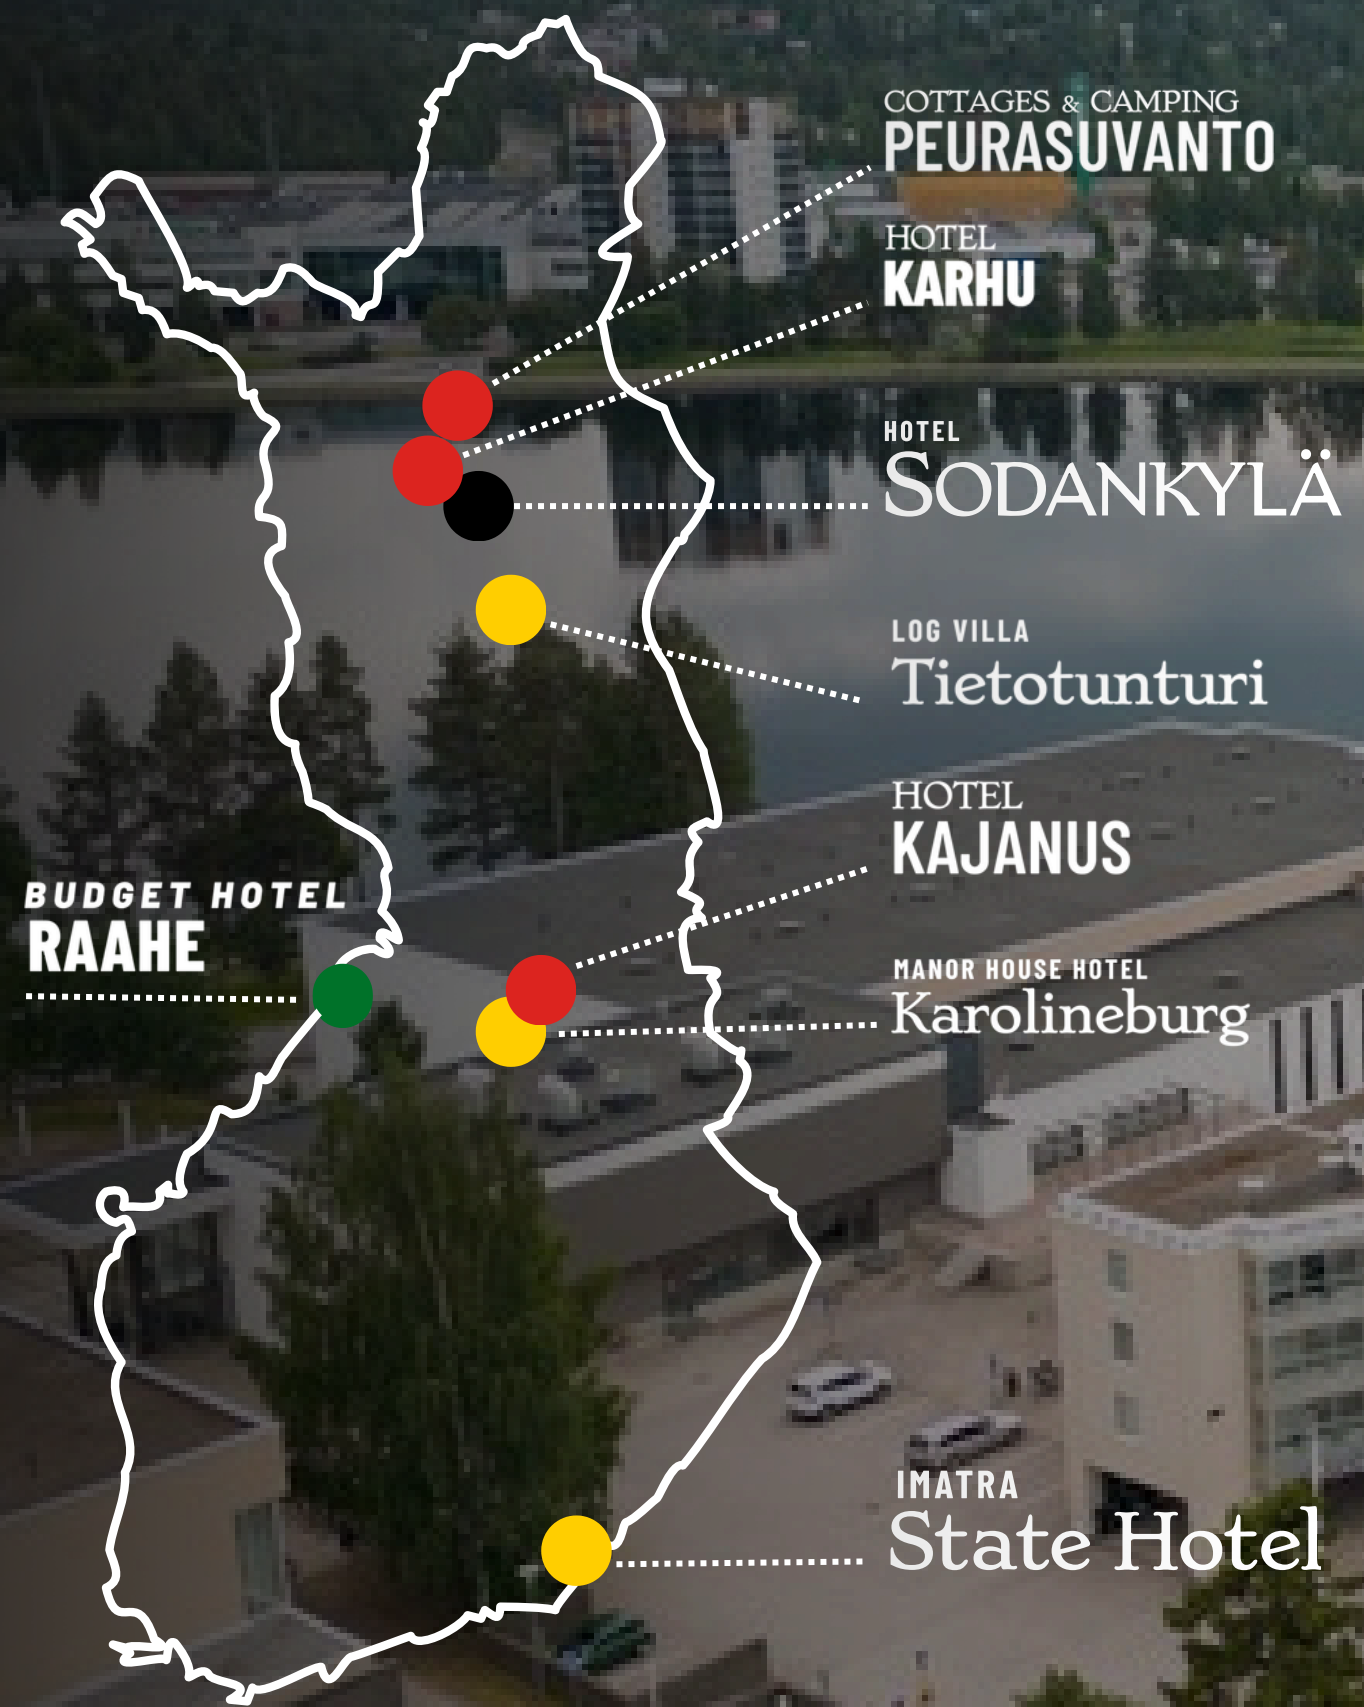 COTTAGES & CAMPING
PEURASUVANTO
HOTEL
KARHU
HOTEL
SODANKYLÄ
LOG VILLA
Tietotunturi
HOTEL
KAJANUS
BUDGET HOTEL
RAAHE
MANOR HOUSE HOTEL
Karolineburg
IMATRA
State Hotel